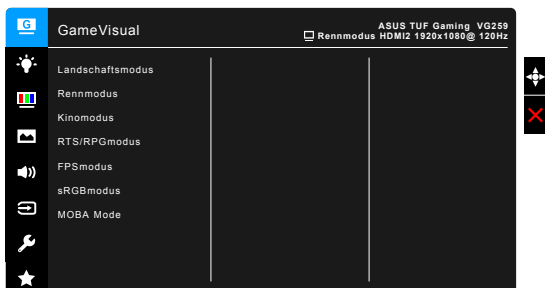 G
GameVisual
ASUS TUF Gaming VG259
Rennmodus HDMI2 1920x1080@ 120Hz
Landschaftsmodus
Rennmodus
Kinomodus
RTS/RPGmodus
FPSmodus
sRGBmodus
MOBA Mode